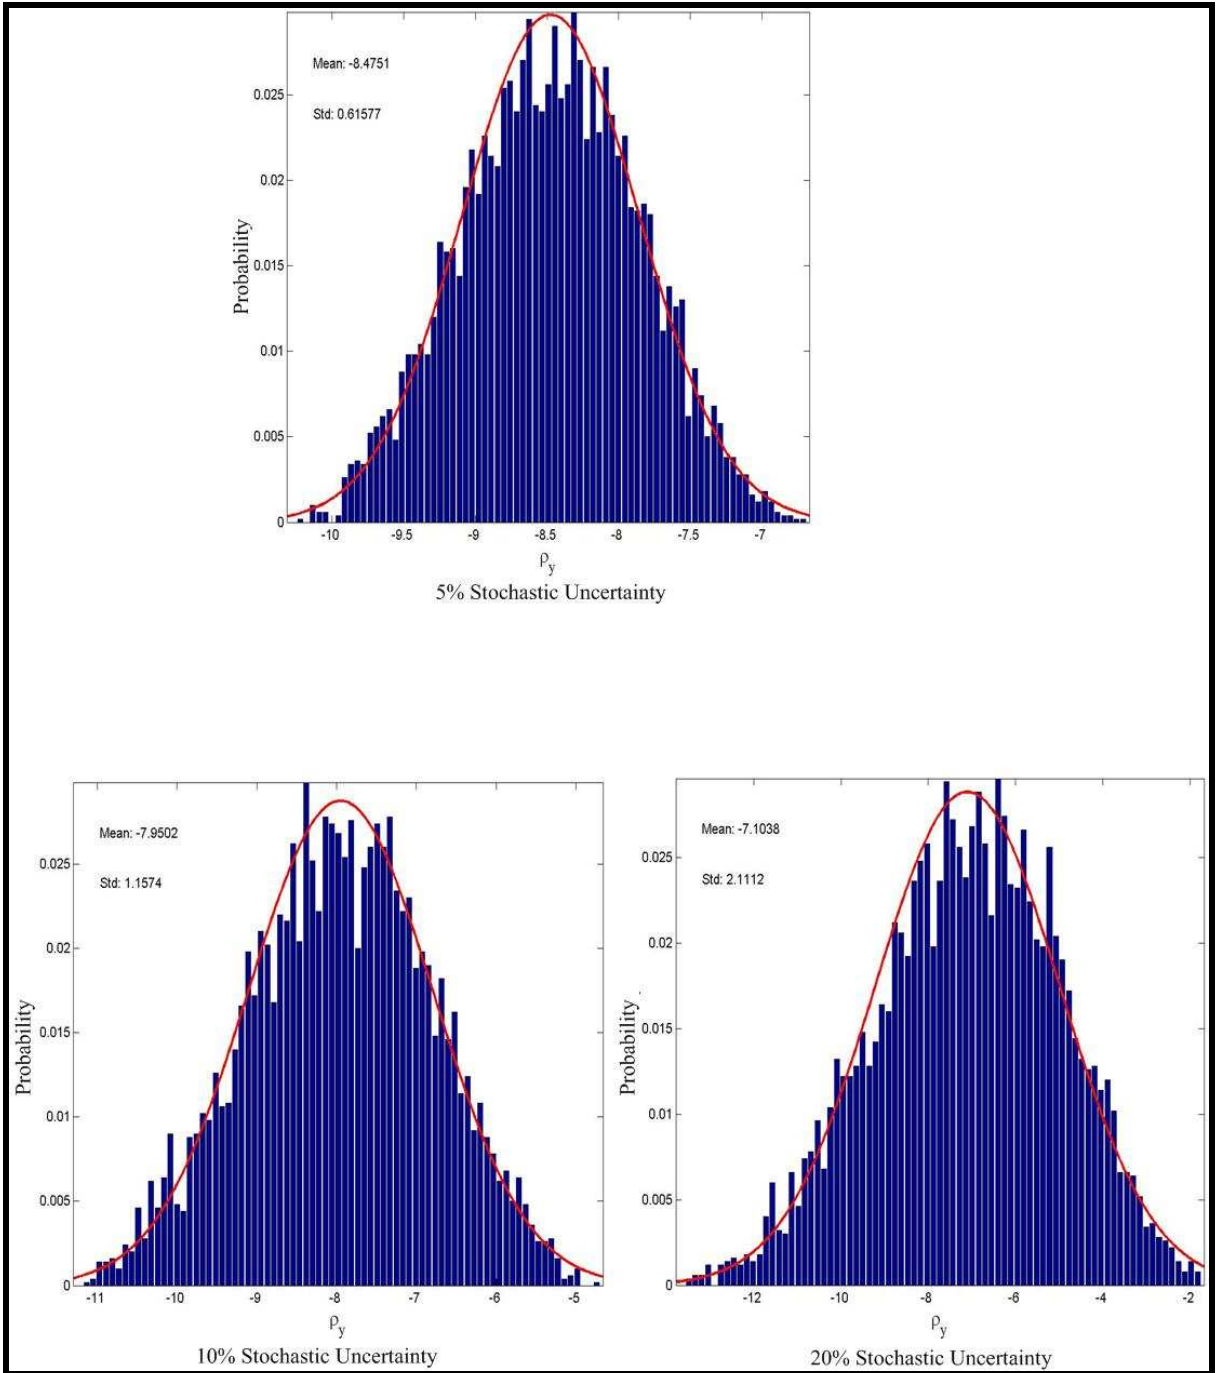 Mean: -8.4751
Std: 0.61577
0.025
0.02
0.015
0.01
0.005
0
Probability
-10 -9.5 -9 -8.5 -8 -7.5 -7
ρy
5% Stochastic Uncertainty
Mean: -7.9502
Std: 1.1574
0.025
0.02
0.015
0.01
0.005
0
Probability
-11 -10 -9 -8 -7 -6 -5
ρy
10% Stochastic Uncertainty
Mean: -7.1038
Std: 2.1112
0.025
0.02
0.015
0.01
0.005
0
Probability
-12 -10 -8 -6 -4 -2
ρy
20% Stochastic Uncertainty